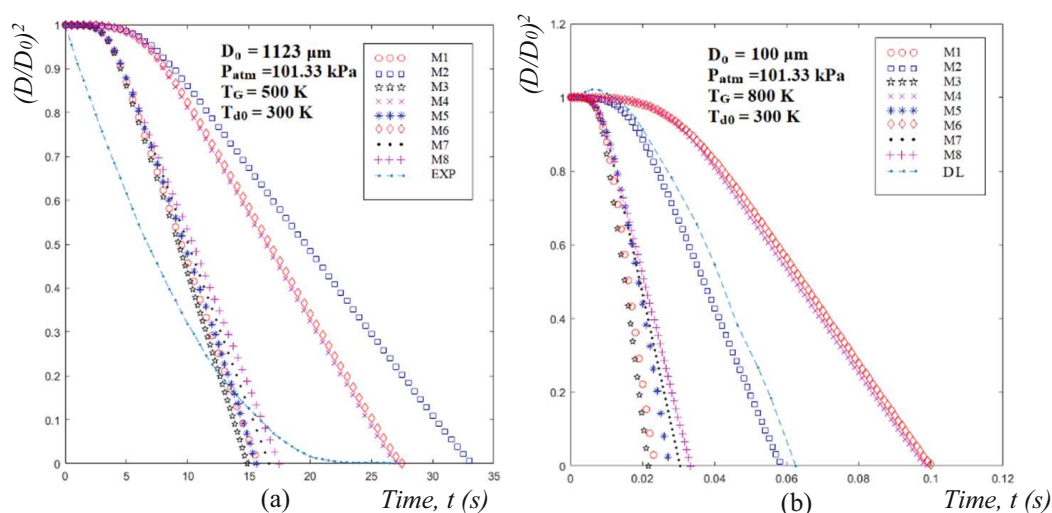 (D/D0)²
1
0.9
0.8
0.7
0.6
0.5
0.4
0.3
0.2
0.1
0
0
5
10
15
20
25
30
35
D0 = 1123 µm
Patm =101.33 kPa
TG = 500 K
Td0 = 300 K
M1
M2
M3
M4
M5
M6
M7
M8
EXP
(a)
Time, t (s)
(D/D0)²
1.2
1
0.8
0.6
0.4
0.2
0
0
0.02
0.04
0.06
0.08
0.1
0.12
D0 = 100 µm
Patm =101.33 kPa
TG = 800 K
Td0 = 300 K
M1
M2
M3
M4
M5
M6
M7
M8
DL
(b)
Time, t (s)